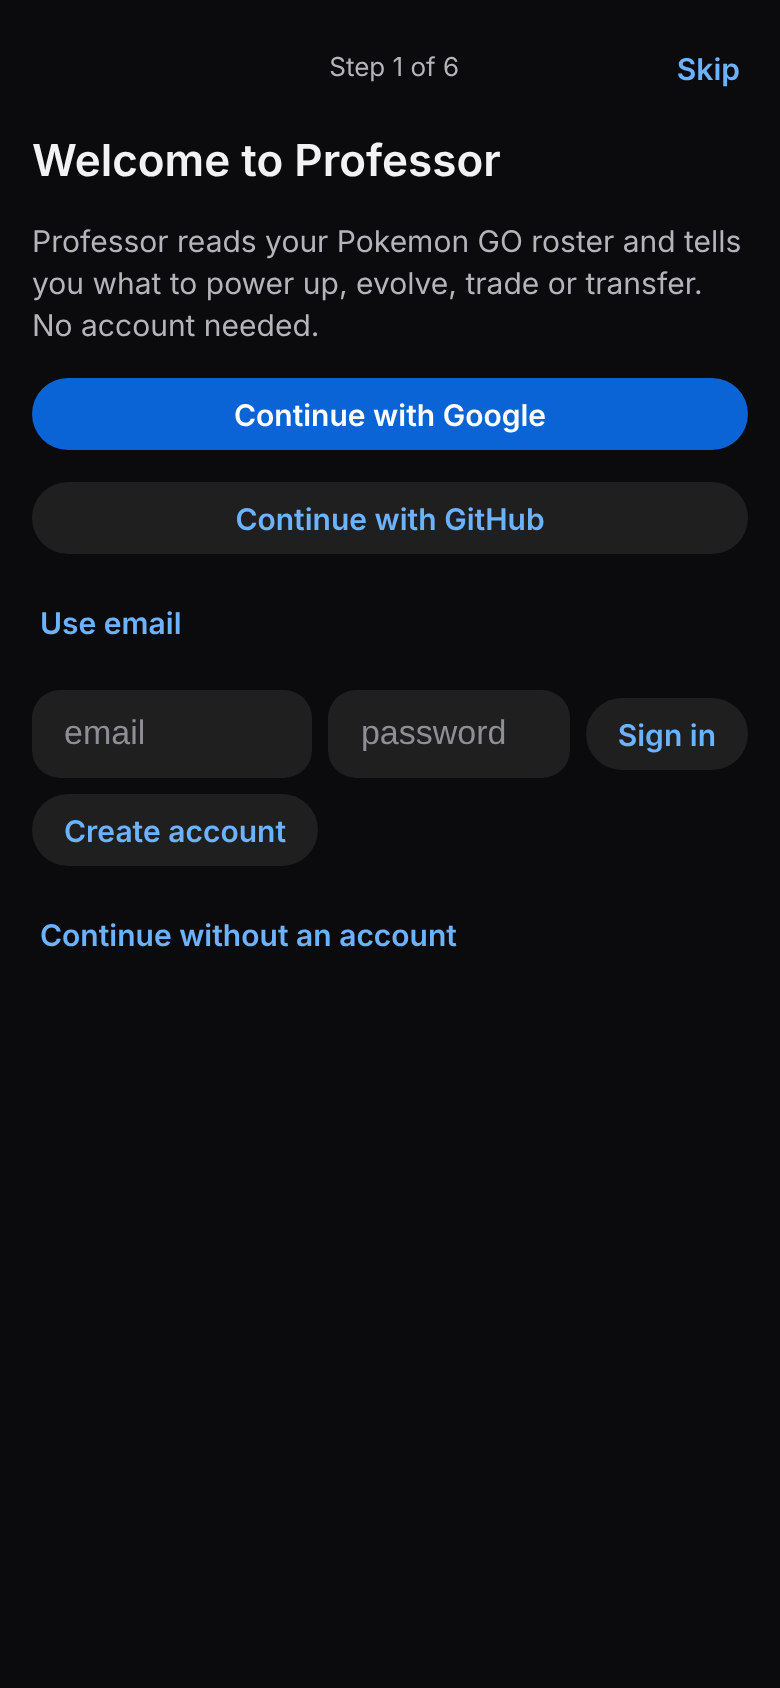 Step 1 of 6
Skip
Welcome to Professor
Professor reads your Pokemon GO roster and tells
you what to power up, evolve, trade or transfer.
No account needed.
Continue with Google
Continue with GitHub
Use email
email
password
Sign in
Create account
Continue without an account